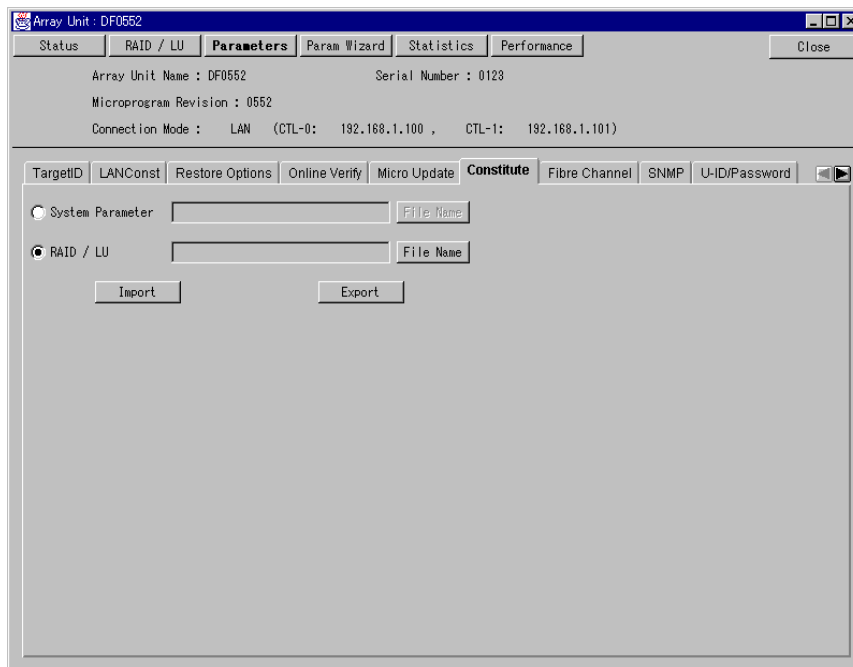 Array Unit : DF0552
Status RAID / LU Parameters Param Wizard Statistics Performance Close
Array Unit Name : DF0552 Serial Number : 0123
Microprogram Revision : 0552
Connection Mode : LAN (CTL-0: 192.168.1.100 , CTL-1: 192.168.1.101)
TargetID LANConst Restore Options Online Verify Micro Update Constitute Fibre Channel SNMP U-ID/Password
System Parameter File Name
RAID / LU File Name
Import Export